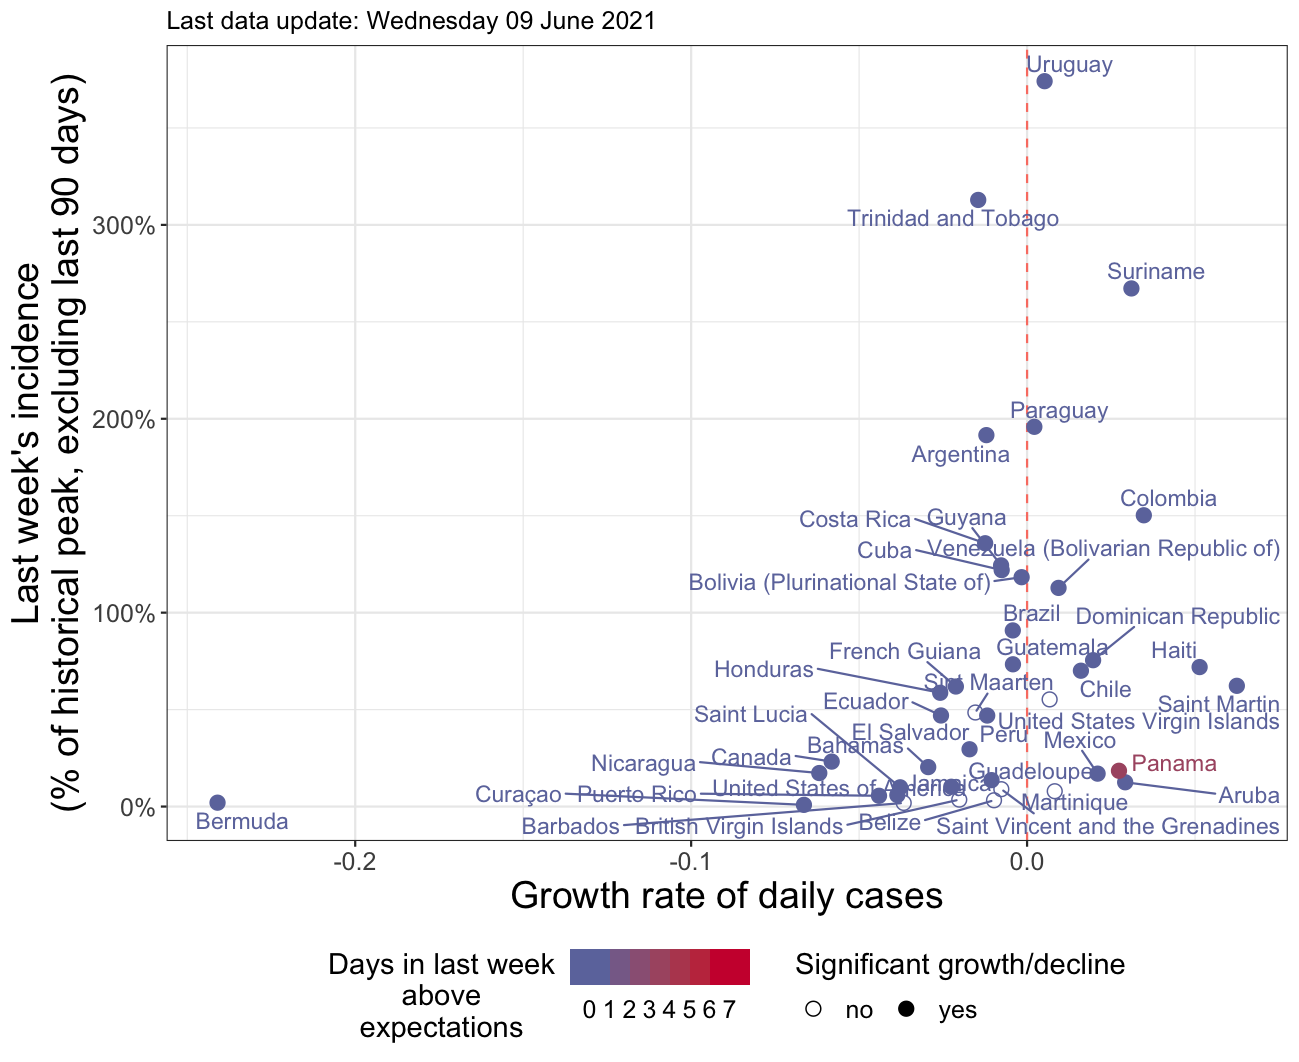 Last data update: Wednesday 09 June 2021
Last week's incidence
(% of historical peak, excluding last 90 days)
300%
200%
100%
0%
Uruguay
Trinidad and Tobago
Suriname
Paraguay
Argentina
Colombia
Costa Rica
Guyana
Cuba
Venezuela (Bolivarian Republic of)
Bolivia (Plurinational State of)
Brazil
Dominican Republic
French Guiana
Guatemala
Haiti
Honduras
Sint Maarten
Chile
Ecuador
Saint Martin
Saint Lucia
United States Virgin Islands
El Salvador
Peru
Bahamas
Mexico
Canada
Nicaragua
Guadeloupe
Panama
Curaçao
Puerto Rico
United States of America
Jamaica
Martinique
Aruba
Bermuda
Barbados
British Virgin Islands
Belize
Saint Vincent and the Grenadines
-0.2
-0.1
0.0
Growth rate of daily cases
Days in last week
above
expectations
0 1 2 3 4 5 6 7
Significant growth/decline
no
yes